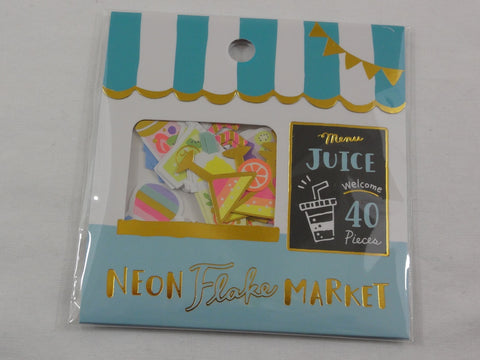 Menu
JUICE
Welcome
40
Pieces
NEON Flake MARKET